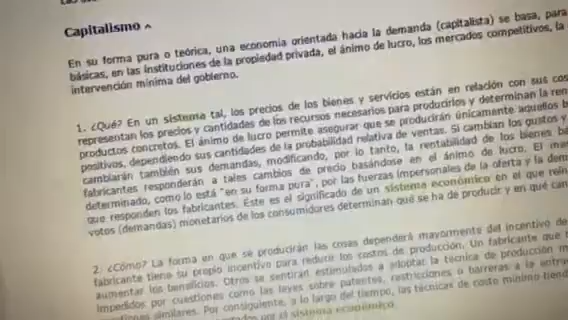 Capitalismo
En su forma pura o teórica, una economía orientada hacia la demanda (capitalista) se basa, para
básicas, en las instituciones de la propiedad privada, el ánimo de lucro, los mercados competitivos, la
intervención mínima del gobierno.
1. ¿Qué? En un sistema tal, los precios de los bienes y servicios están en relación con sus cos
representan los precios y cantidades de los recursos necesarios para producirlos y determinan la ren
productos concretos. El ánimo de lucro permite asegurar que se producirán únicamente aquellos b
positivos, dependiendo sus cantidades de la probabilidad relativa de ventas. Si cambian los gustos y
cambiarán también sus demandas, modificando, por lo tanto, la rentabilidad de los bienes
fabricantes responderán a tales cambios de precio basándose en el ánimo de lucro. El
determinado, como lo está "en su forma pura", por las fuerzas impersonales de la oferta y la dem
que responden los fabricantes. Este es el significado de un sistema económico en el que rein
votos (demandas) monetarios de los consumidores determinan qué se ha de producir y en qué can
2. ¿Cómo? La forma en que se producirán las cosas dependerá mayormente del incentivo de
fabricante tiene su propio incentivo para reducir los costos de producción. Un fabricante que
aumentar los beneficios. Otros se sentirán estimulados a adoptar la técnica de producción m
impedidos por cuestiones como las leyes sobre patentes, restricciones o barreras a la entra
similares. Por consiguiente, a lo largo del tiempo, las técnicas de costo mínimo tiend
por el sistema económico